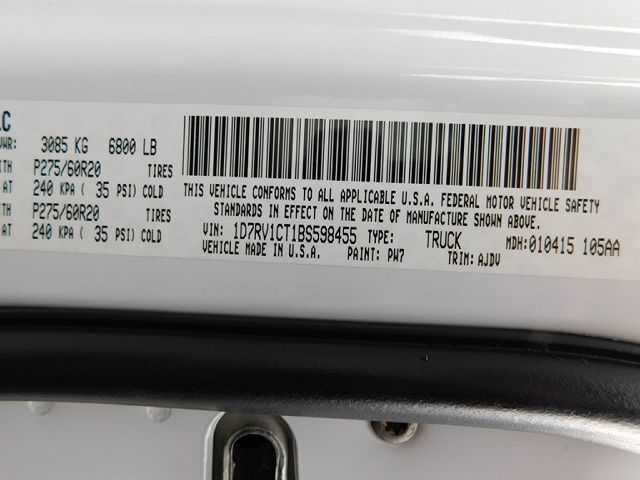 LC
VWR: 3085 KG 6800 LB
TH P275/60R20 TIRES
AT 240 KPA ( 35 PSI) COLD
P275/60R20 TIRES
AT 240 KPA ( 35 PSI) COLD
THIS VEHICLE CONFORMS TO ALL APPLICABLE U.S.A. FEDERAL MOTOR VEHICLE SAFETY
STANDARDS IN EFFECT ON THE DATE OF MANUFACTURE SHOWN ABOVE.
VIN: 1D7RV1CT1BS598455 TYPE: TRUCK MDH:010415 105AA
VEHICLE MADE IN U.S.A. PAINT: PW7 TRIM: AJDV